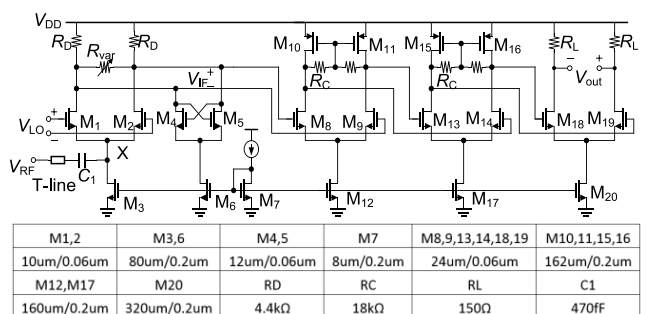 VDD
RD RD
Rvar
M10 M11 M15 M16
RL RL
RC RC
VIF + −
− Vout +
VLO + −
M1 M2 M4 M5 M8 M9 M13 M14 M18 M19
X
VRF
T-line C1
M3 M6 M7 M12 M17 M20
M1,2 M3,6 M4,5 M7 M8,9,13,14,18,19 M10,11,15,16
10um/0.06um 80um/0.2um 12um/0.06um 8um/0.2um 24um/0.06um 162um/0.2um
M12,M17 M20 RD RC RL C1
160um/0.2um 320um/0.2um 4.4kΩ 18kΩ 150Ω 470fF